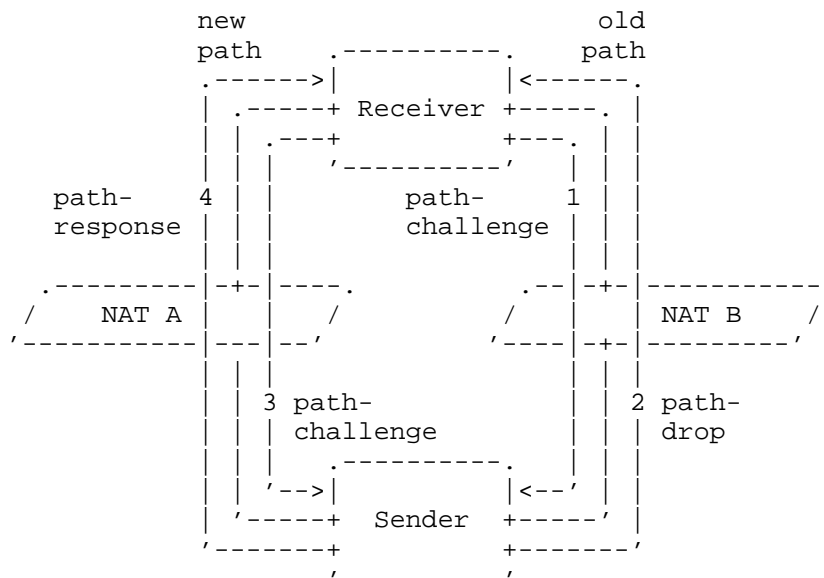 new old
path path
Receiver
path- 4 path- 1
response challenge
NAT A NAT B
3 path- 2 path-
challenge drop
Sender